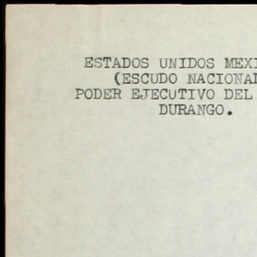 ESTADOS UNIDOS MEXI
(ESCUDO NACIONAL
PODER EJECUTIVO DEL
DURANGO.